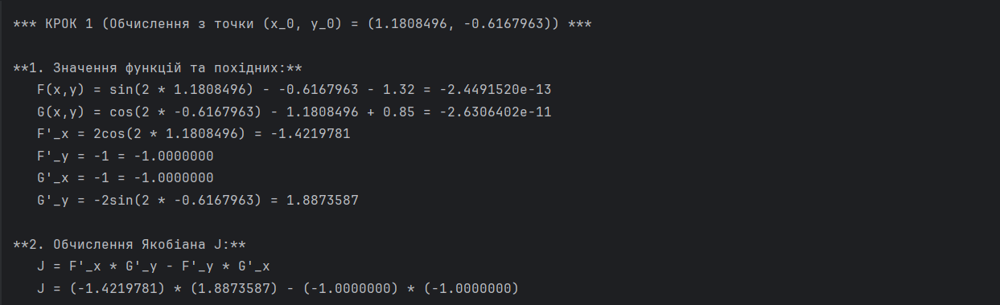 *** КРОК 1 (Обчислення з точки (x_0, y_0) = (1.1808496, -0.6167963)) ***
**1. Значення функцій та похідних:**
F(x,y) = sin(2 * 1.1808496) - -0.6167963 - 1.32 = -2.4491520e-13
G(x,y) = cos(2 * -0.6167963) - 1.1808496 + 0.85 = -2.6306402e-11
F'_x = 2cos(2 * 1.1808496) = -1.4219781
F'_y = -1 = -1.0000000
G'_x = -1 = -1.0000000
G'_y = -2sin(2 * -0.6167963) = 1.8873587
**2. Обчислення Якобіана J:**
J = F'_x * G'_y - F'_y * G'_x
J = (-1.4219781) * (1.8873587) - (-1.0000000) * (-1.0000000)